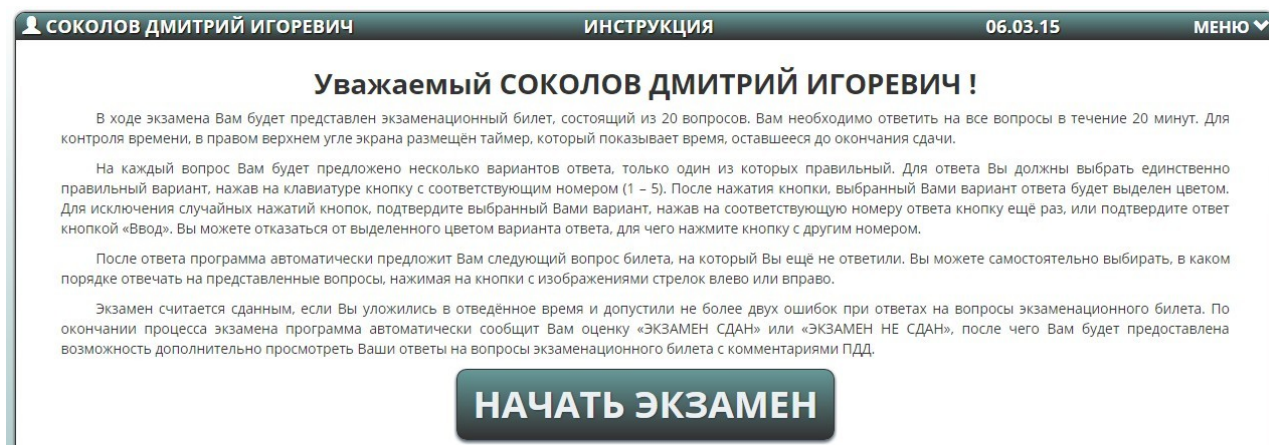 СОКОЛОВ ДМИТРИЙ ИГОРЕВИЧ ИНСТРУКЦИЯ 06.03.15 МЕНЮ
Уважаемый СОКОЛОВ ДМИТРИЙ ИГОРЕВИЧ !
В ходе экзамена Вам будет представлен экзаменационный билет, состоящий из 20 вопросов. Вам необходимо ответить на все вопросы в течение 20 минут. Для
контроля времени, в правом верхнем угле экрана размещён таймер, который показывает время, оставшееся до окончания сдачи.
На каждый вопрос Вам будет предложено несколько вариантов ответа, только один из которых правильный. Для ответа Вы должны выбрать единственно
правильный вариант, нажав на клавиатуре кнопку с соответствующим номером (1 – 5). После нажатия кнопки, выбранный Вами вариант ответа будет выделен цветом.
Для исключения случайных нажатий кнопок, подтвердите выбранный Вами вариант, нажав на соответствующую номеру ответа кнопку ещё раз, или подтвердите ответ
кнопкой «Ввод». Вы можете отказаться от выделенного цветом варианта ответа, для чего нажмите кнопку с другим номером.
После ответа программа автоматически предложит Вам следующий вопрос билета, на который Вы ещё не ответили. Вы можете самостоятельно выбирать, в каком
порядке отвечать на представленные вопросы, нажимая на кнопки с изображениями стрелок влево или вправо.
Экзамен считается сданным, если Вы уложились в отведённое время и допустили не более двух ошибок при ответах на вопросы экзаменационного билета. По
окончании процесса экзамена программа автоматически сообщит Вам оценку «ЭКЗАМЕН СДАН» или «ЭКЗАМЕН НЕ СДАН», после чего Вам будет предоставлена
возможность дополнительно просмотреть Ваши ответы на вопросы экзаменационного билета с комментариями ПДД.
НАЧАТЬ ЭКЗАМЕН